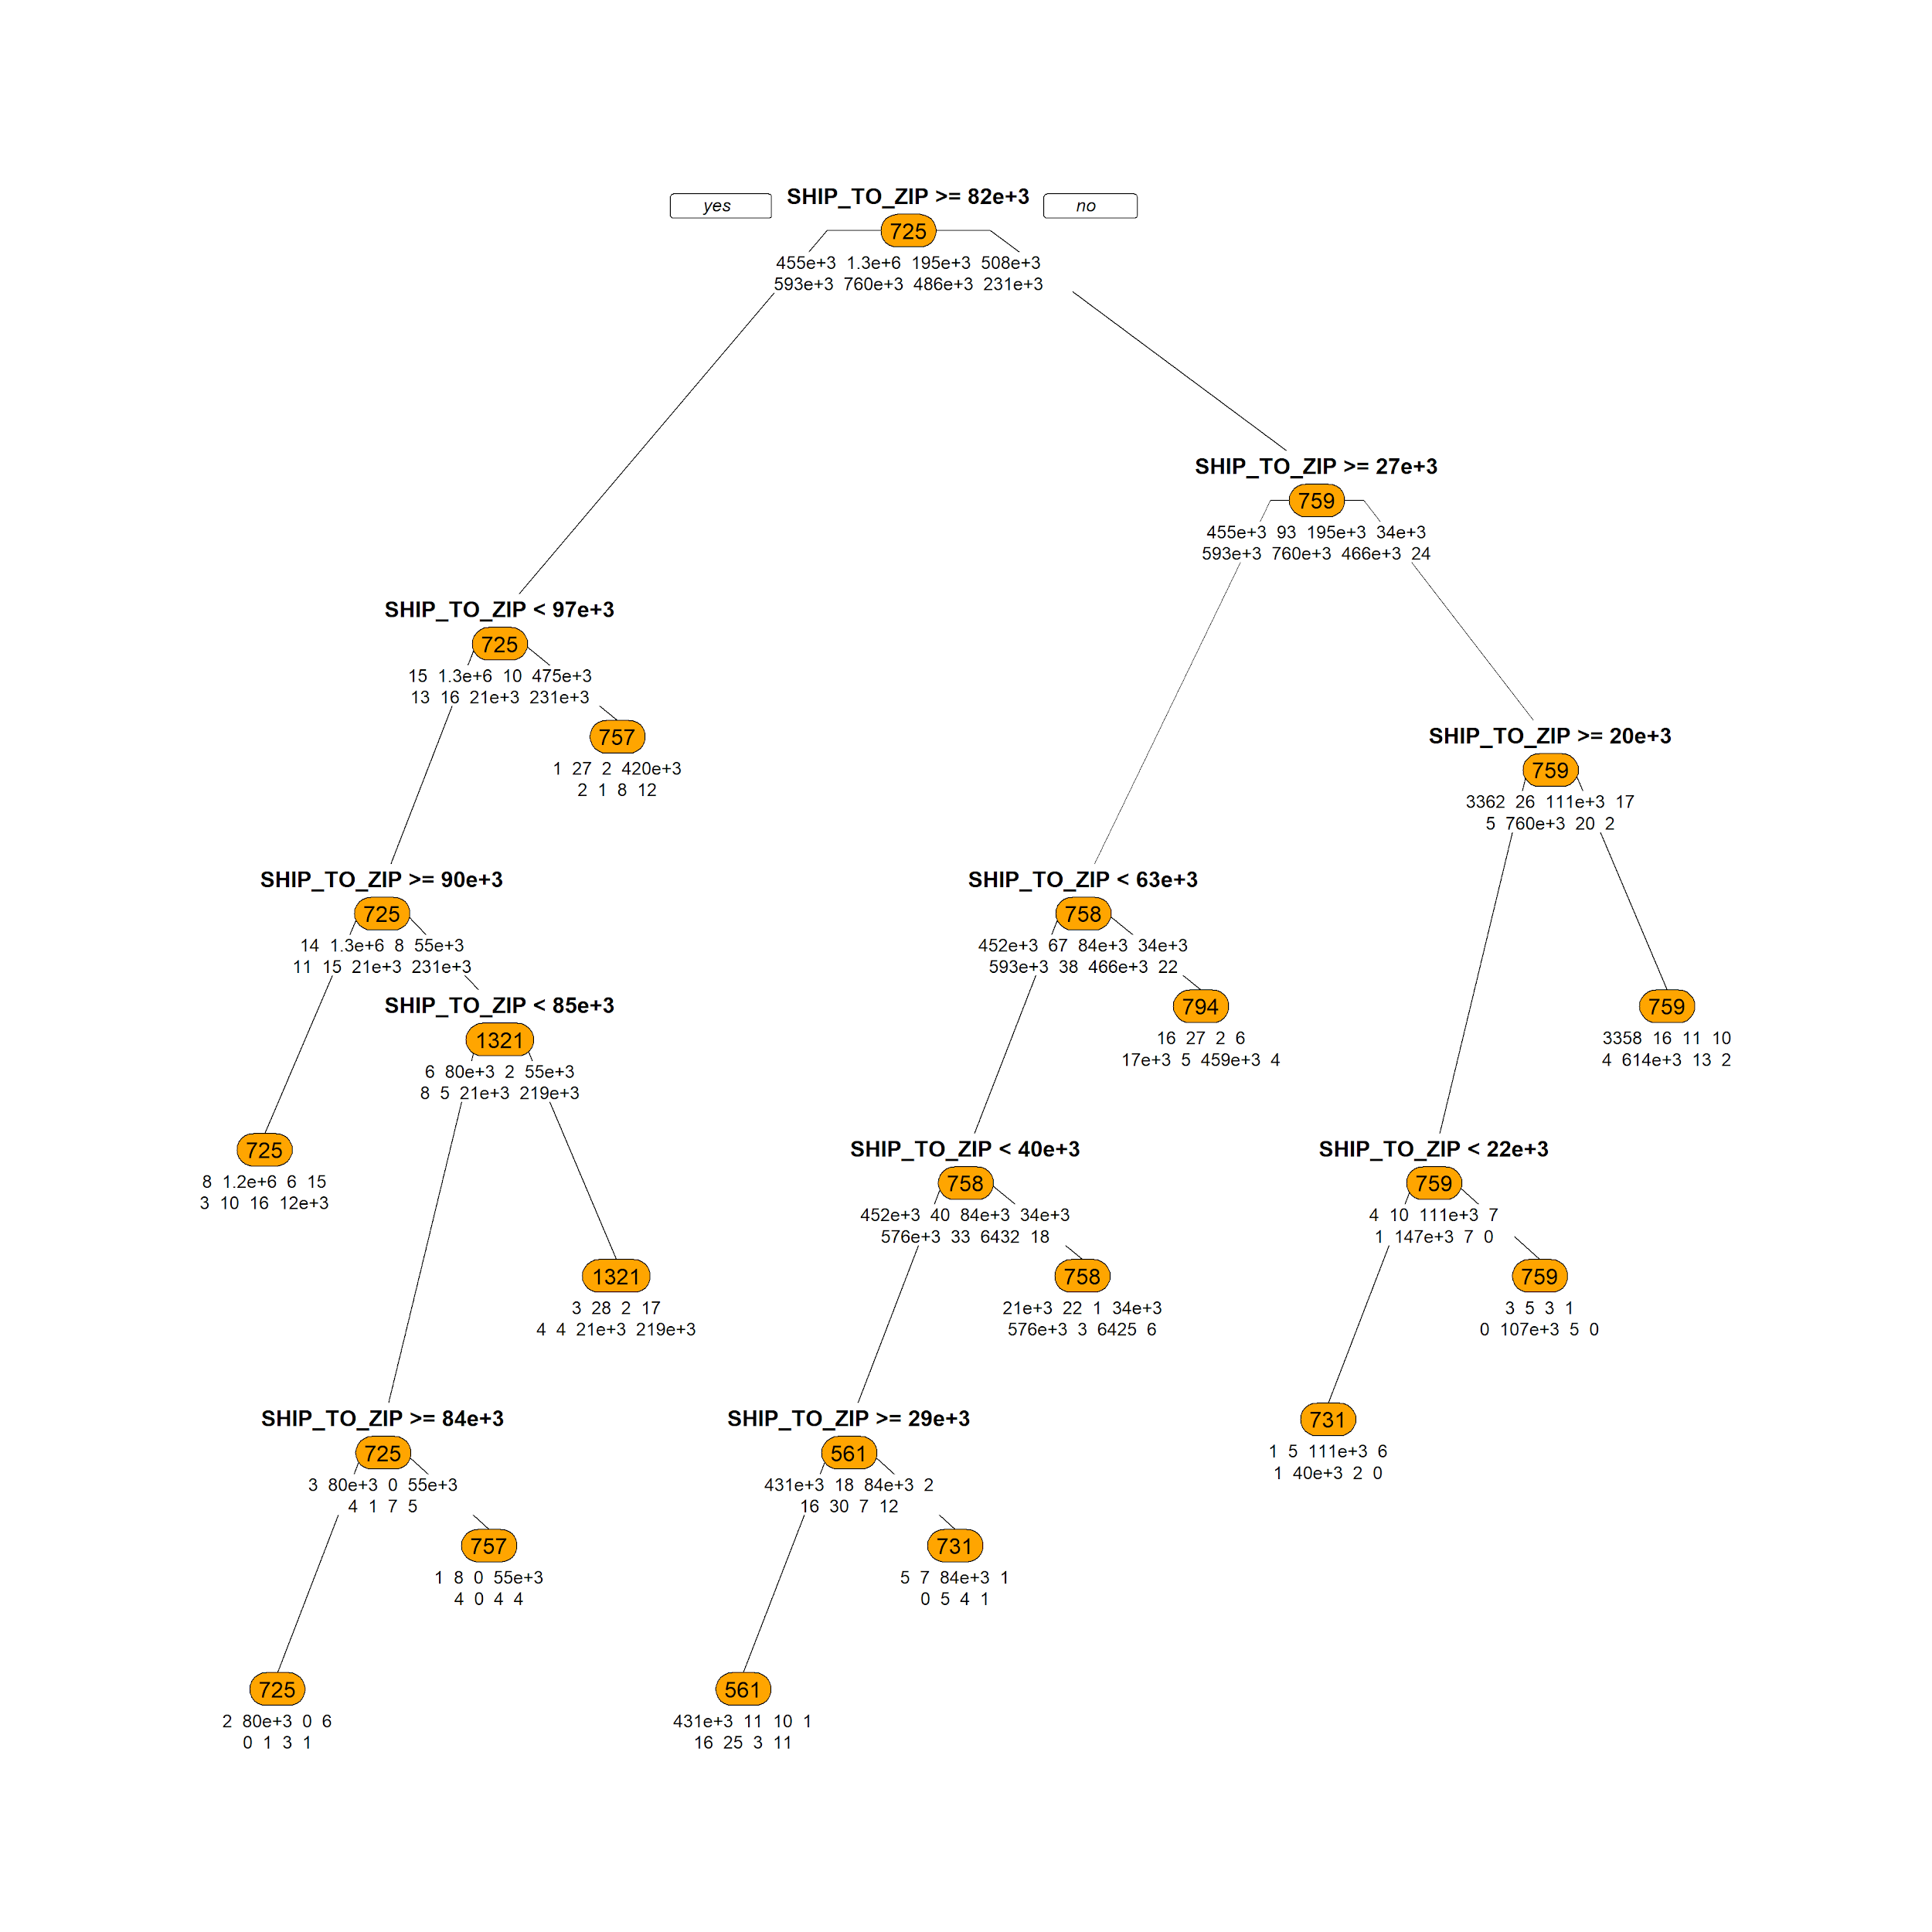 SHIP_TO_ZIP >= 82e+3
yes
no
725
455e+3 1.3e+6 195e+3 508e+3
593e+3 760e+3 486e+3 231e+3
SHIP_TO_ZIP >= 27e+3
759
455e+3 93 195e+3 34e+3
593e+3 760e+3 466e+3 24
SHIP_TO_ZIP < 97e+3
725
15 1.3e+6 10 475e+3
13 16 21e+3 231e+3
757
1 27 2 420e+3
2 1 8 12
SHIP_TO_ZIP >= 20e+3
759
3362 26 111e+3 17
5 760e+3 20 2
SHIP_TO_ZIP >= 90e+3
725
14 1.3e+6 8 55e+3
11 15 21e+3 231e+3
SHIP_TO_ZIP < 63e+3
758
452e+3 67 84e+3 34e+3
593e+3 38 466e+3 22
SHIP_TO_ZIP < 85e+3
1321
6 80e+3 2 55e+3
8 5 21e+3 219e+3
794
16 27 2 6
17e+3 5 459e+3 4
759
3358 16 11 10
4 614e+3 13 2
725
8 1.2e+6 6 15
3 10 16 12e+3
SHIP_TO_ZIP < 40e+3
758
452e+3 40 84e+3 34e+3
576e+3 33 6432 18
SHIP_TO_ZIP < 22e+3
759
4 10 111e+3 7
1 147e+3 7 0
1321
3 28 2 17
4 4 21e+3 219e+3
758
21e+3 22 1 34e+3
576e+3 3 6425 6
759
3 5 3 1
0 107e+3 5 0
SHIP_TO_ZIP >= 84e+3
725
3 80e+3 0 55e+3
4 1 7 5
SHIP_TO_ZIP >= 29e+3
561
431e+3 18 84e+3 2
16 30 7 12
731
1 5 111e+3 6
1 40e+3 2 0
757
1 8 0 55e+3
4 0 4 4
731
5 7 84e+3 1
0 5 4 1
725
2 80e+3 0 6
0 1 3 1
561
431e+3 11 10 1
16 25 3 11